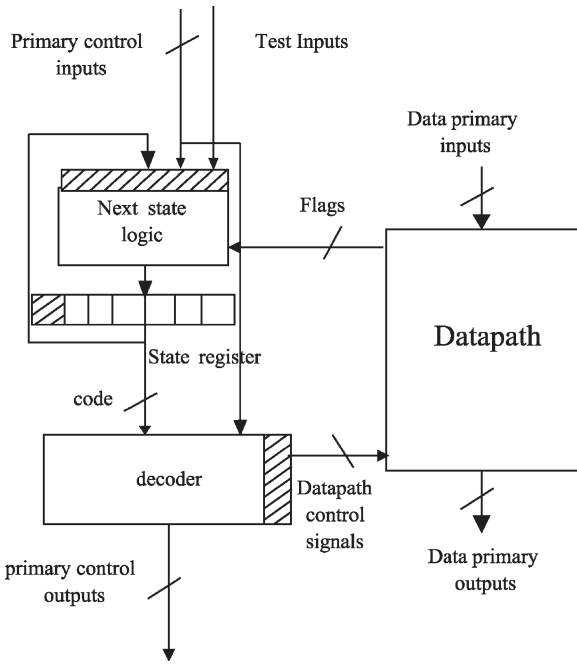 Primary control
inputs
Test Inputs
Data primary
inputs
Next state
logic
Flags
Datapath
State register
code
decoder
Datapath
control
signals
primary control
outputs
Data primary
outputs